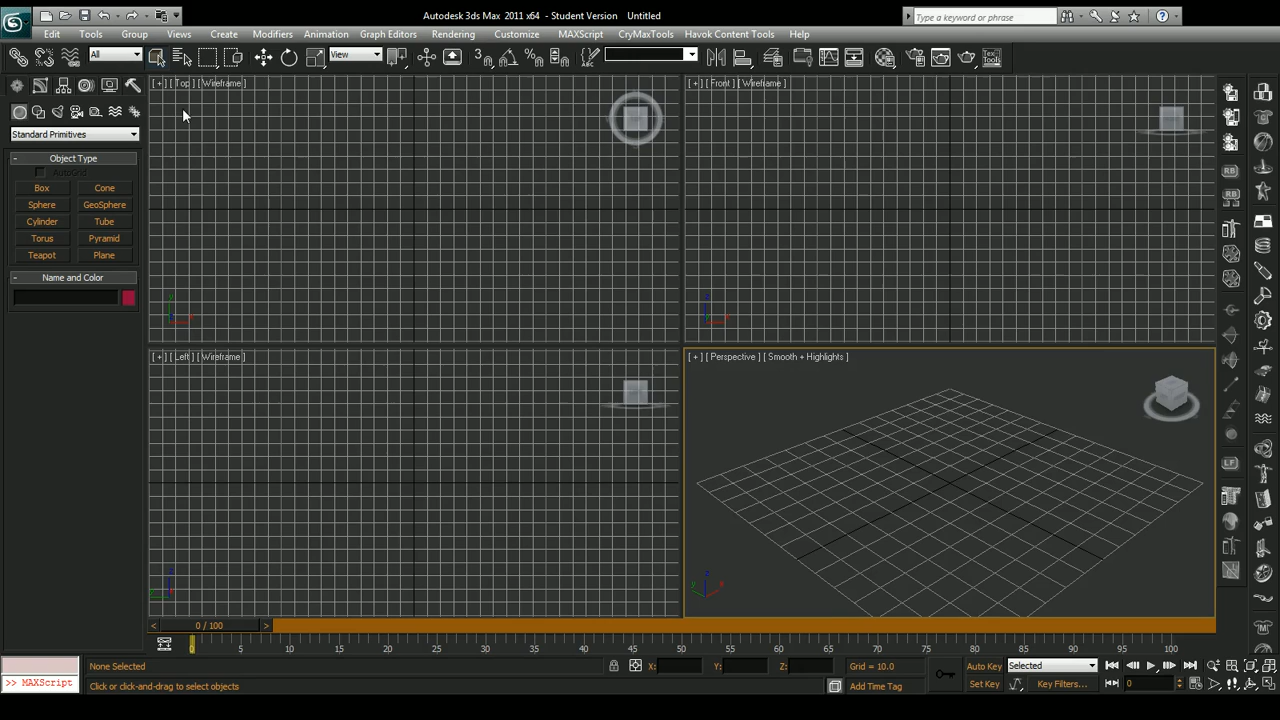 Autodesk 3ds Max 2011 x64 - Student Version Untitled
Type a keyword or phrase
Edit Tools Group Views Create Modifiers Animation Graph Editors Rendering Customize MAXScript CryMaxTools Havok Content Tools Help
All View
[ + ] [ Top ] [ Wireframe ]
[ + ] [ Front ] [ Wireframe ]
Standard Primitives
- Object Type
AutoGrid
Box Cone
Sphere GeoSphere
Cylinder Tube
Torus Pyramid
Teapot Plane
- Name and Color
[ + ] [ Left ] [ Wireframe ]
[ + ] [ Perspective ] [ Smooth + Highlights ]
RB
RB
LF
< 0 / 100 >
0 5 10 15 20 25 30 35 40 45 50 55 60 65 70 75 80 85 90 95 100
None Selected X: Y: Z: Grid = 10.0 Auto Key Selected
>> MAXScript Click or click-and-drag to select objects Add Time Tag Set Key Key Filters... 0